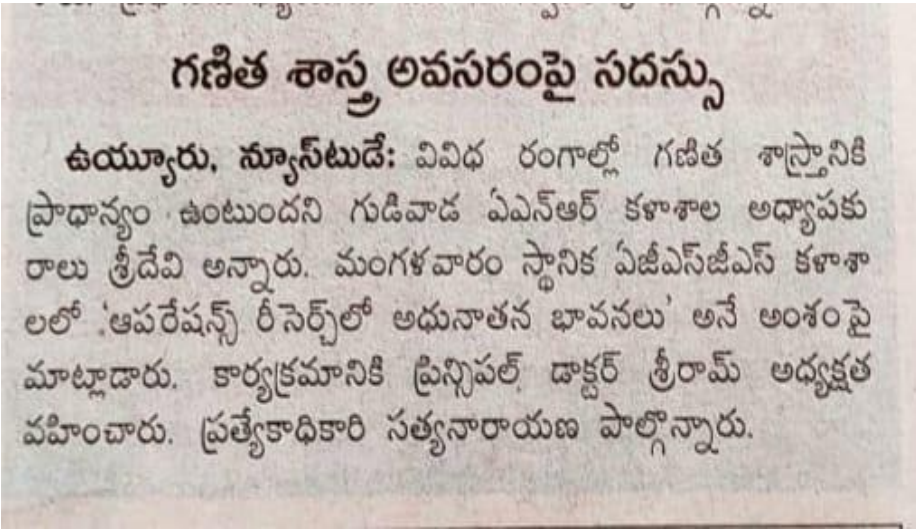 గణిత శాస్త్ర అవసరంపై సదస్సు
ఉయ్యూరు, న్యూస్‌టుడే: వివిధ రంగాల్లో గణిత శాస్త్రానికి
ప్రాధాన్యం ఉంటుందని గుడివాడ ఏఎన్ఆర్ కళాశాల అధ్యాపకు
రాలు శ్రీదేవి అన్నారు. మంగళవారం స్థానిక ఏజీఎస్‌జీఎస్ కళాశా
లలో 'ఆపరేషన్స్ రీసెర్చ్‌లో అధునాతన భావనలు' అనే అంశంపై
మాట్లాడారు. కార్యక్రమానికి ప్రిన్సిపల్ డాక్టర్ శ్రీరామ్ అధ్యక్షత
వహించారు. ప్రత్యేకాధికారి సత్యనారాయణ పాల్గొన్నారు.